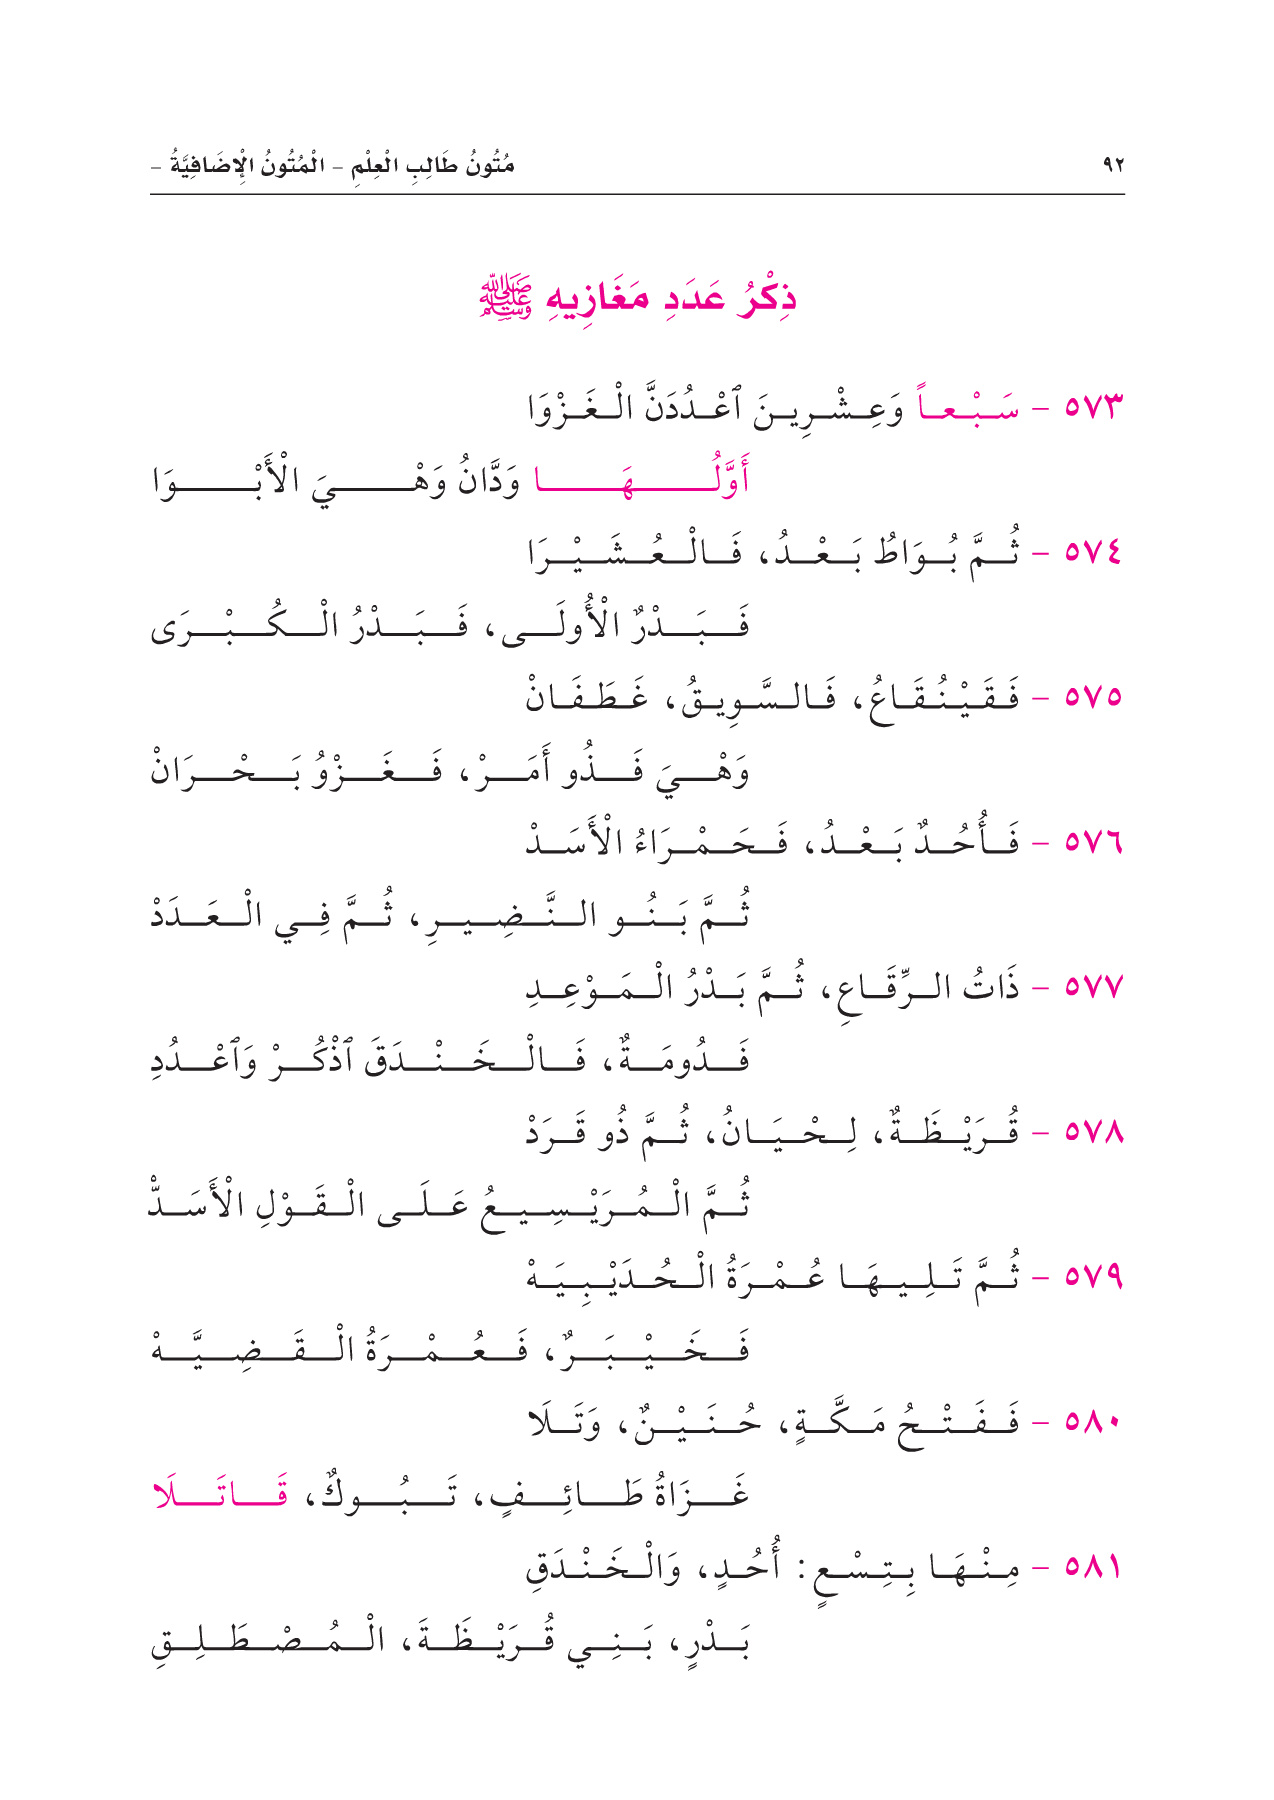 ٩٢ مُتُونُ طَالِبِ الْعِلْمِ – الْمُتُونُ الْإِضَافِيَّةُ –
ذِكْرُ عَدَدِ مَغَازِيهِ ﷺ
٥٧٣ – سَبْعاً وَعِشْرِينَ ٱعْدُدَنَّ الْغَزْوَا
أَوَّلُهَا وَدَّانُ وَهْيَ الْأَبْوَا
٥٧٤ – ثُمَّ بُوَاطُ بَعْدُ، فَالْعُشَيْرَا
فَبَدْرٌ الْأُولَى، فَبَدْرُ الْكُبْرَى
٥٧٥ – فَقَيْنُقَاعُ، فَالسَّوِيقُ، غَطَفَانْ
وَهْيَ فَذُو أَمَرْ، فَغَزْوُ بَحْرَانْ
٥٧٦ – فَأُحُدٌ بَعْدُ، فَحَمْرَاءُ الْأَسَدْ
ثُمَّ بَنُو النَّضِيرِ، ثُمَّ فِي الْعَدَدْ
٥٧٧ – ذَاتُ الرِّقَاعِ، ثُمَّ بَدْرُ الْمَوْعِدِ
فَدُومَةٌ، فَالْخَنْدَقَ ٱذْكُرْ وَٱعْدُدِ
٥٧٨ – قُرَيْظَةٌ، لِحْيَانُ، ثُمَّ ذُو قَرَدْ
ثُمَّ الْمُرَيْسِيعُ عَلَى الْقَوْلِ الْأَسَدّْ
٥٧٩ – ثُمَّ تَلِيهَا عُمْرَةُ الْحُدَيْبِيَهْ
فَخَيْبَرٌ، فَعُمْرَةُ الْقَضِيَّهْ
٥٨٠ – فَفَتْحُ مَكَّةٍ، حُنَيْنٌ، وَتَلَا
غَزَاةُ طَائِفٍ، تَبُوكٌ، قَاتَلَا
٥٨١ – مِنْهَا بِتِسْعٍ: أُحُدٍ، وَالْخَنْدَقِ
بَدْرٍ، بَنِي قُرَيْظَةَ، الْمُصْطَلِقِ